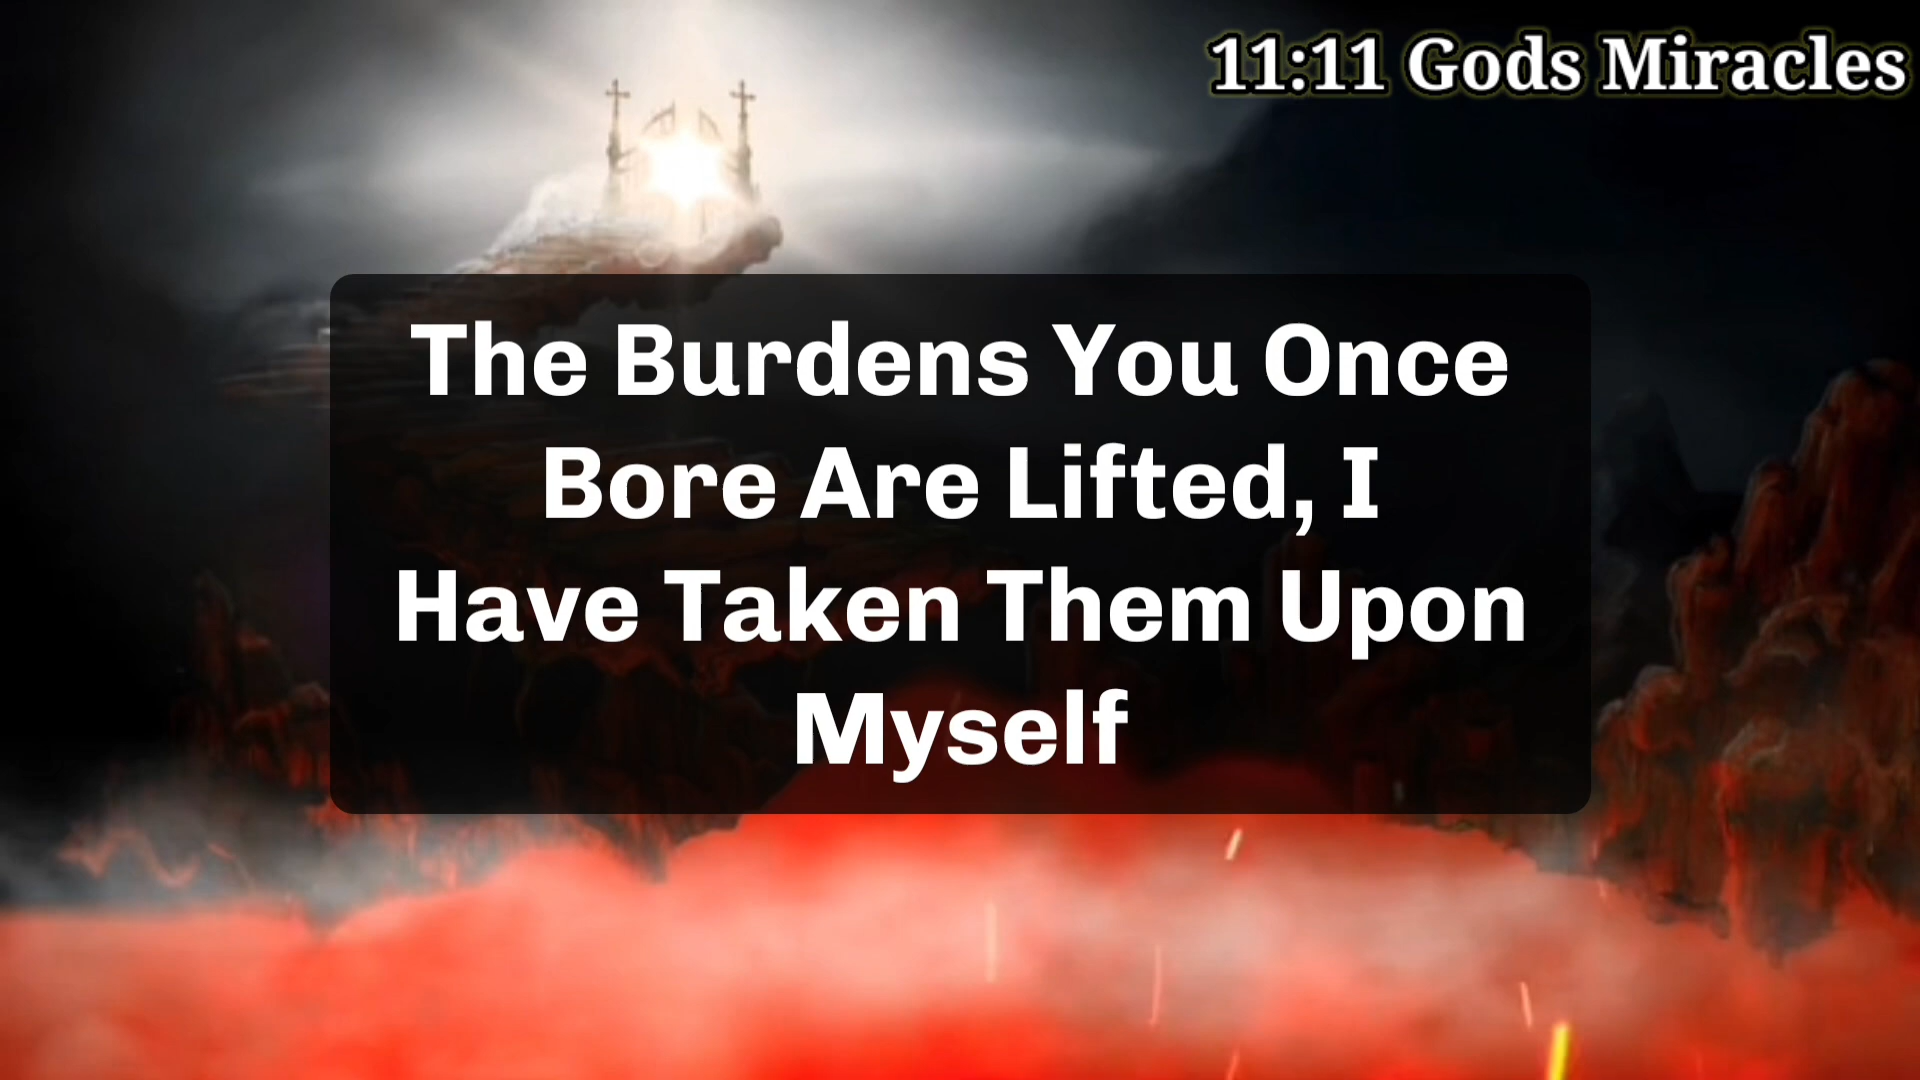 11:11 Gods Miracles
The Burdens You Once
Bore Are Lifted, I
Have Taken Them Upon
Myself